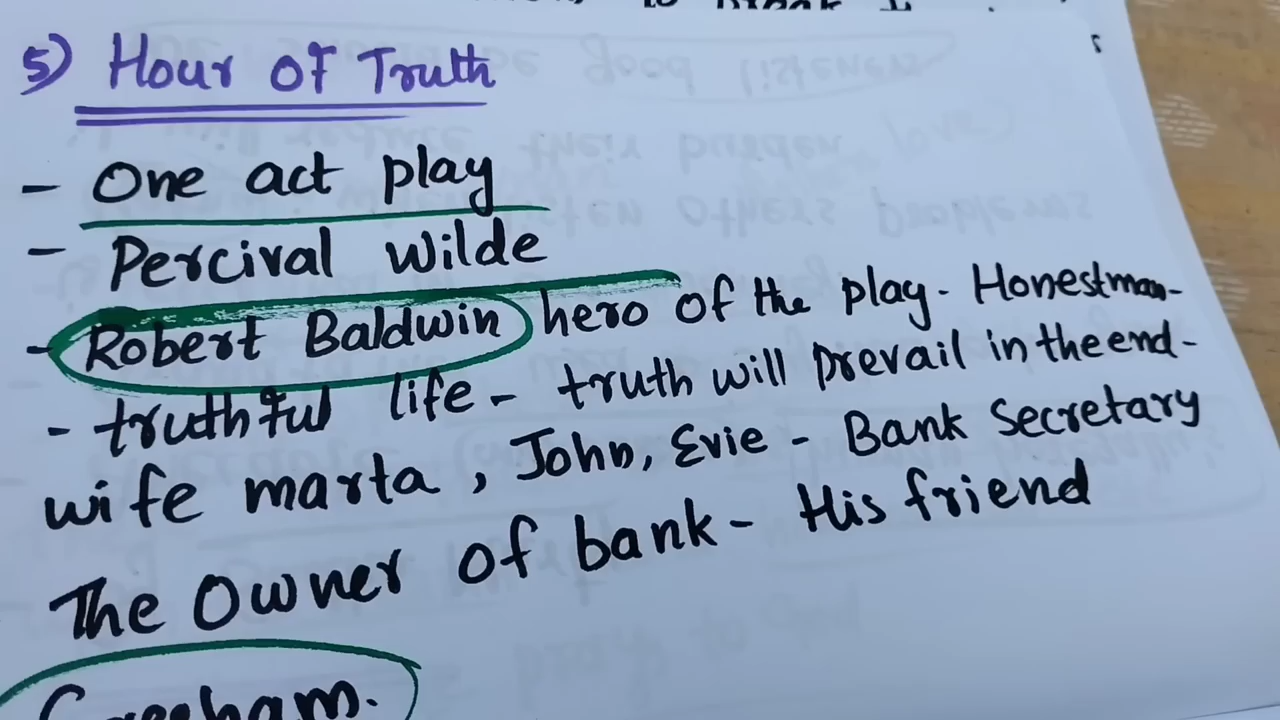 5) Hour of Truth
- One act play
- Percival Wilde
- Robert Baldwin hero of the play - Honestman-
- truthful life - truth will prevail in the end -
wife marta, John, Evie - Bank Secretary
The Owner of bank - His friend